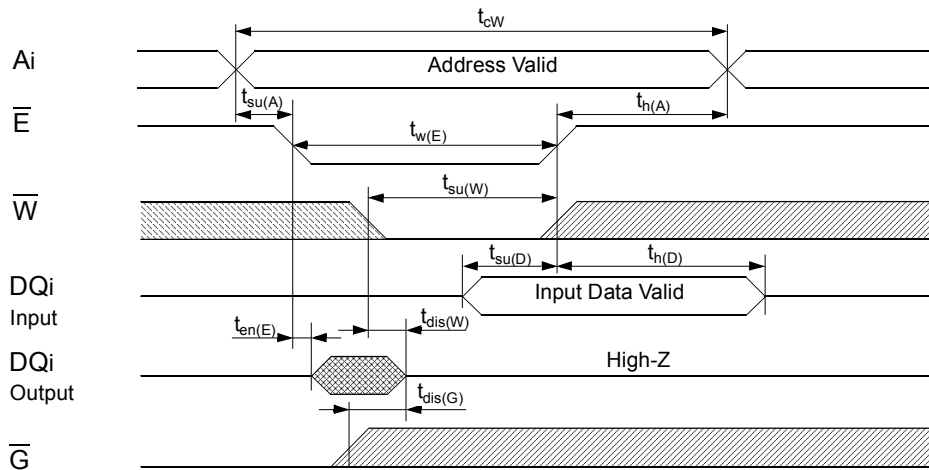 tcW
Ai
Address Valid
tsu(A)
th(A)
E
tw(E)
tsu(W)
W
tsu(D)
th(D)
DQi
Input
Input Data Valid
ten(E)
tdis(W)
DQi
Output
High-Z
tdis(G)
G